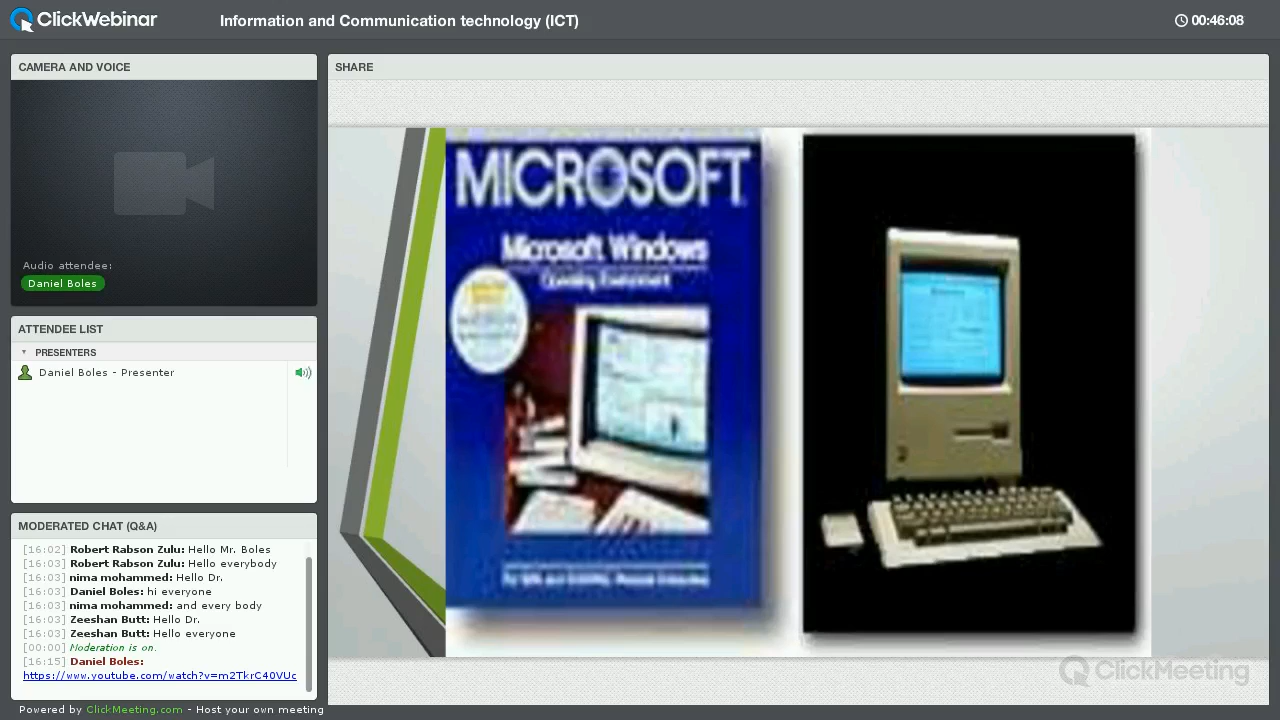 ClickWebinar
Information and Communication technology (ICT)
00:46:08
CAMERA AND VOICE
Audio attendee:
Daniel Boles
ATTENDEE LIST
PRESENTERS
Daniel Boles - Presenter
MODERATED CHAT (Q&A)
[16:02] Robert Rabson Zulu: Hello Mr. Boles
[16:03] Robert Rabson Zulu: Hello everybody
[16:03] nima mohammed: Hello Dr.
[16:03] Daniel Boles: hi everyone
[16:03] nima mohammed: and every body
[16:03] Zeeshan Butt: Hello Dr.
[16:03] Zeeshan Butt: Hello everyone
[00:00] Moderation is on.
[16:15] Daniel Boles:
https://www.youtube.com/watch?v=m2TkrC40VUc
Powered by ClickMeeting.com - Host your own meeting
SHARE
MICROSOFT
Microsoft Windows
Operating Environment
ClickMeeting